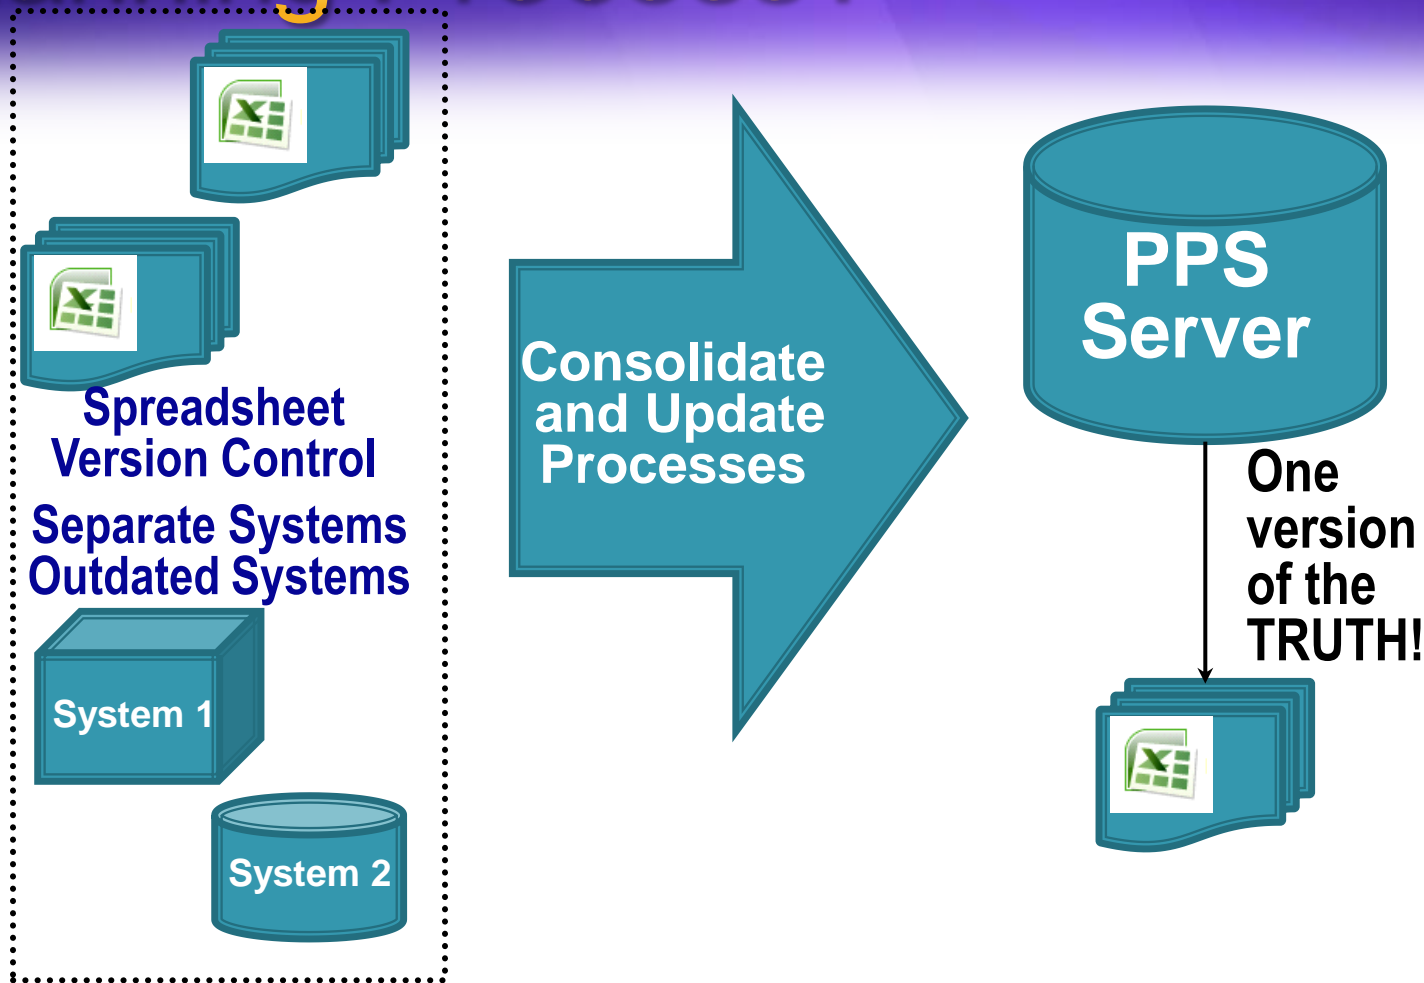 Spreadsheet
Version Control
Separate Systems
Outdated Systems
System 1
System 2
Consolidate
and Update
Processes
PPS
Server
One
version
of the
TRUTH!